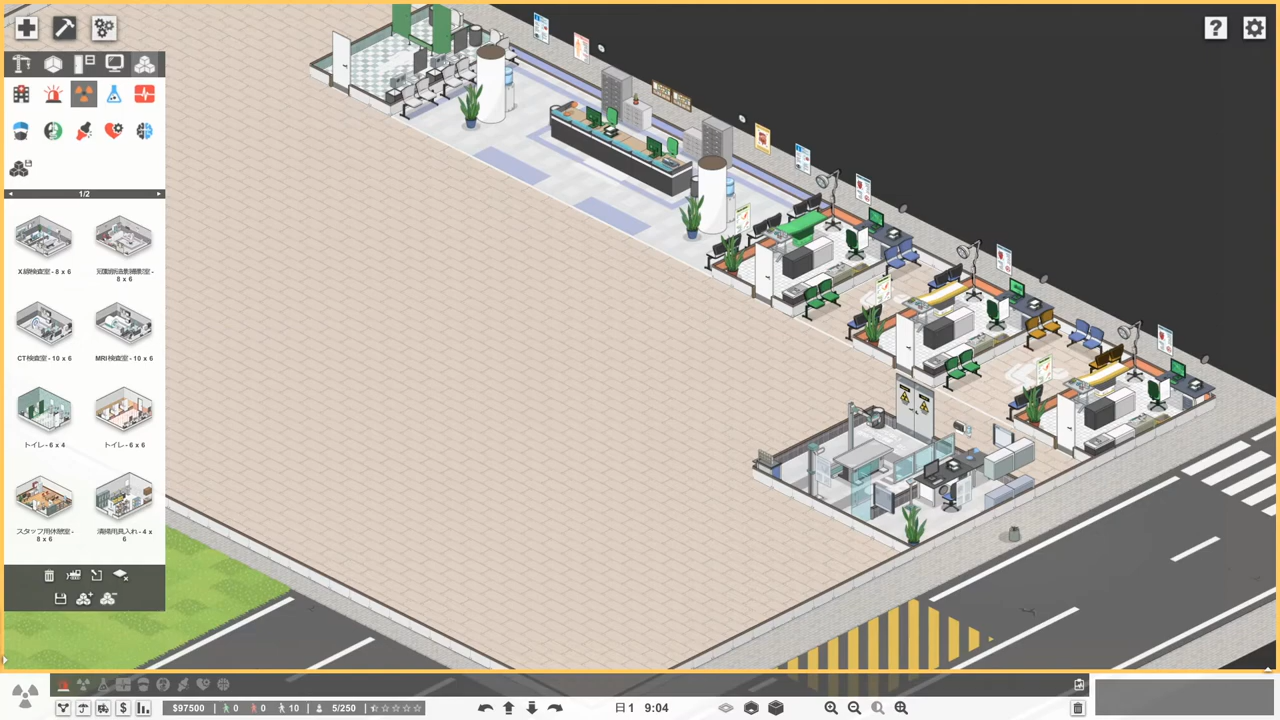 1/2
X線検査室 - 8 x 6
8 x 6
CT検査室 - 10 x 6
MRI検査室 - 10 x 6
トイレ - 6 x 4
トイレ - 6 x 6
スタッフ用休憩室 - 8 x 6
清掃用具入れ - 4 x 6
$97500
0
0
10
5/250
日1 9:04
?